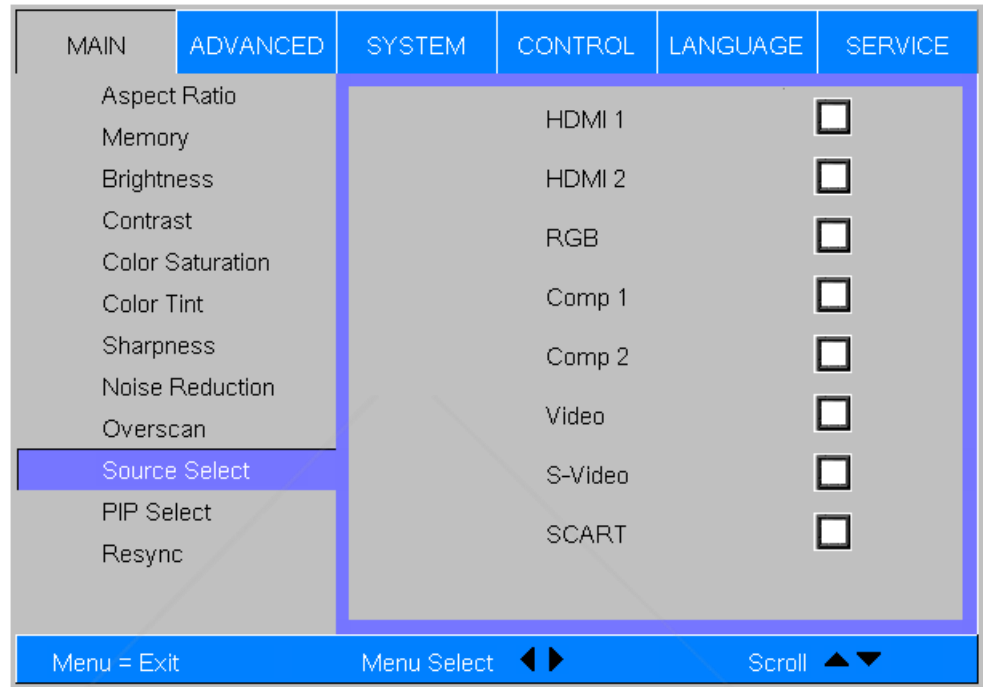 MAIN ADVANCED SYSTEM CONTROL LANGUAGE SERVICE
Aspect Ratio
Memory
Brightness
Contrast
Color Saturation
Color Tint
Sharpness
Noise Reduction
Overscan
Source Select
PIP Select
Resync
HDMI 1
HDMI 2
RGB
Comp 1
Comp 2
Video
S-Video
SCART
Menu = Exit Menu Select Scroll